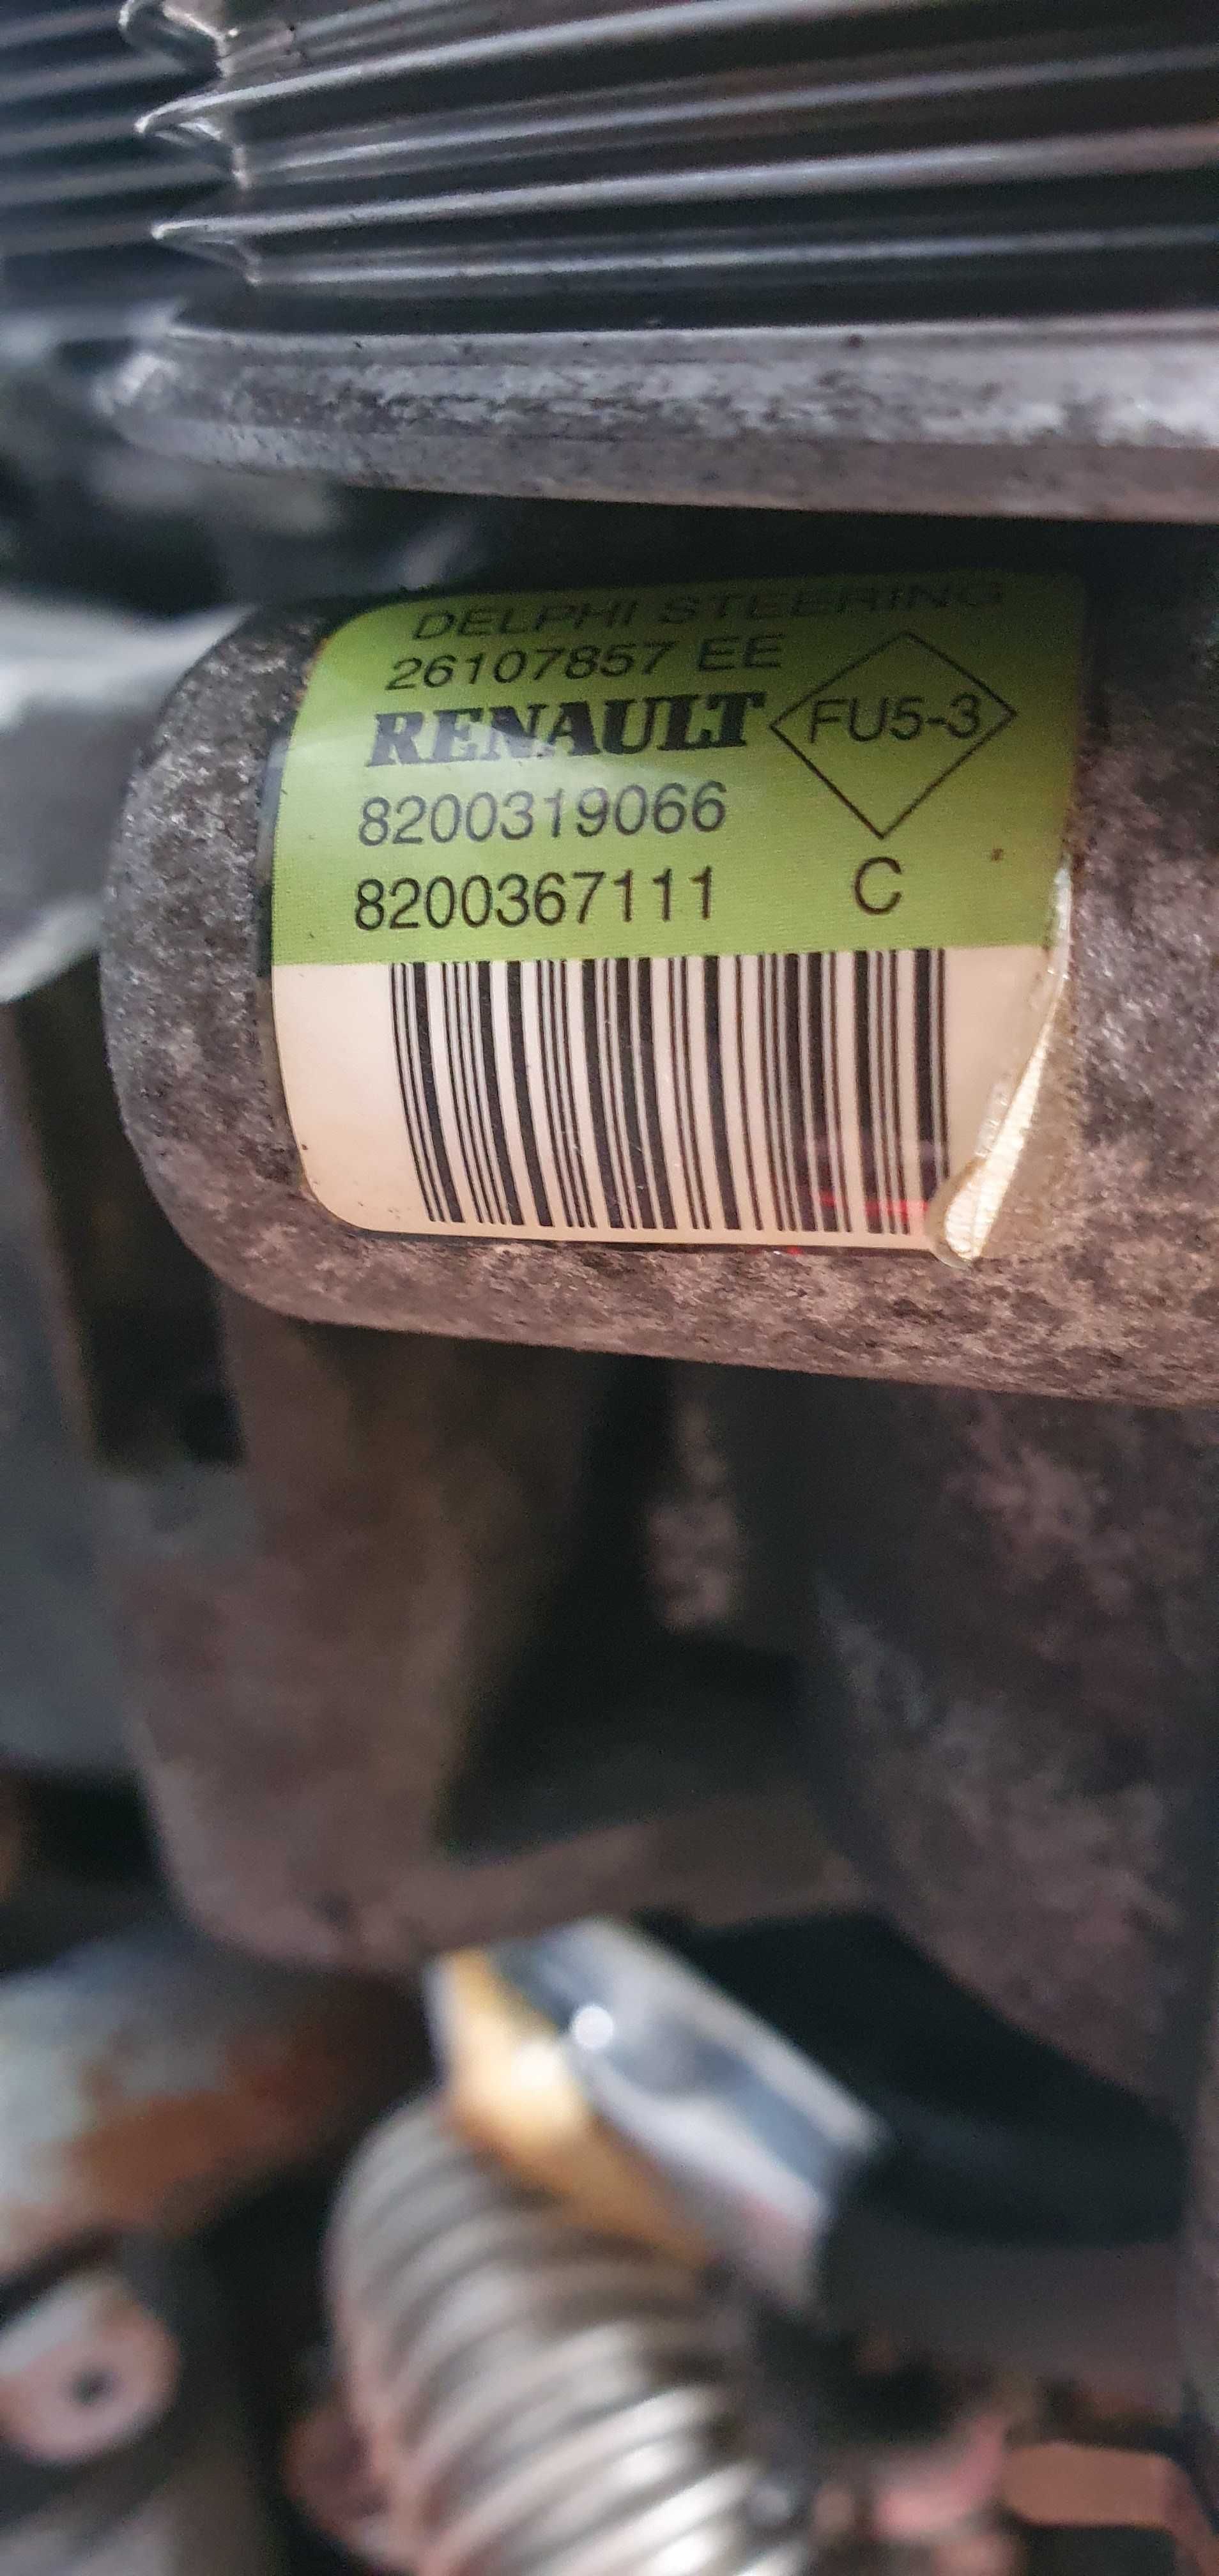 DELPHI STEERING
26107857 EE
RENAULT FU5-3
8200319066
8200367111 C